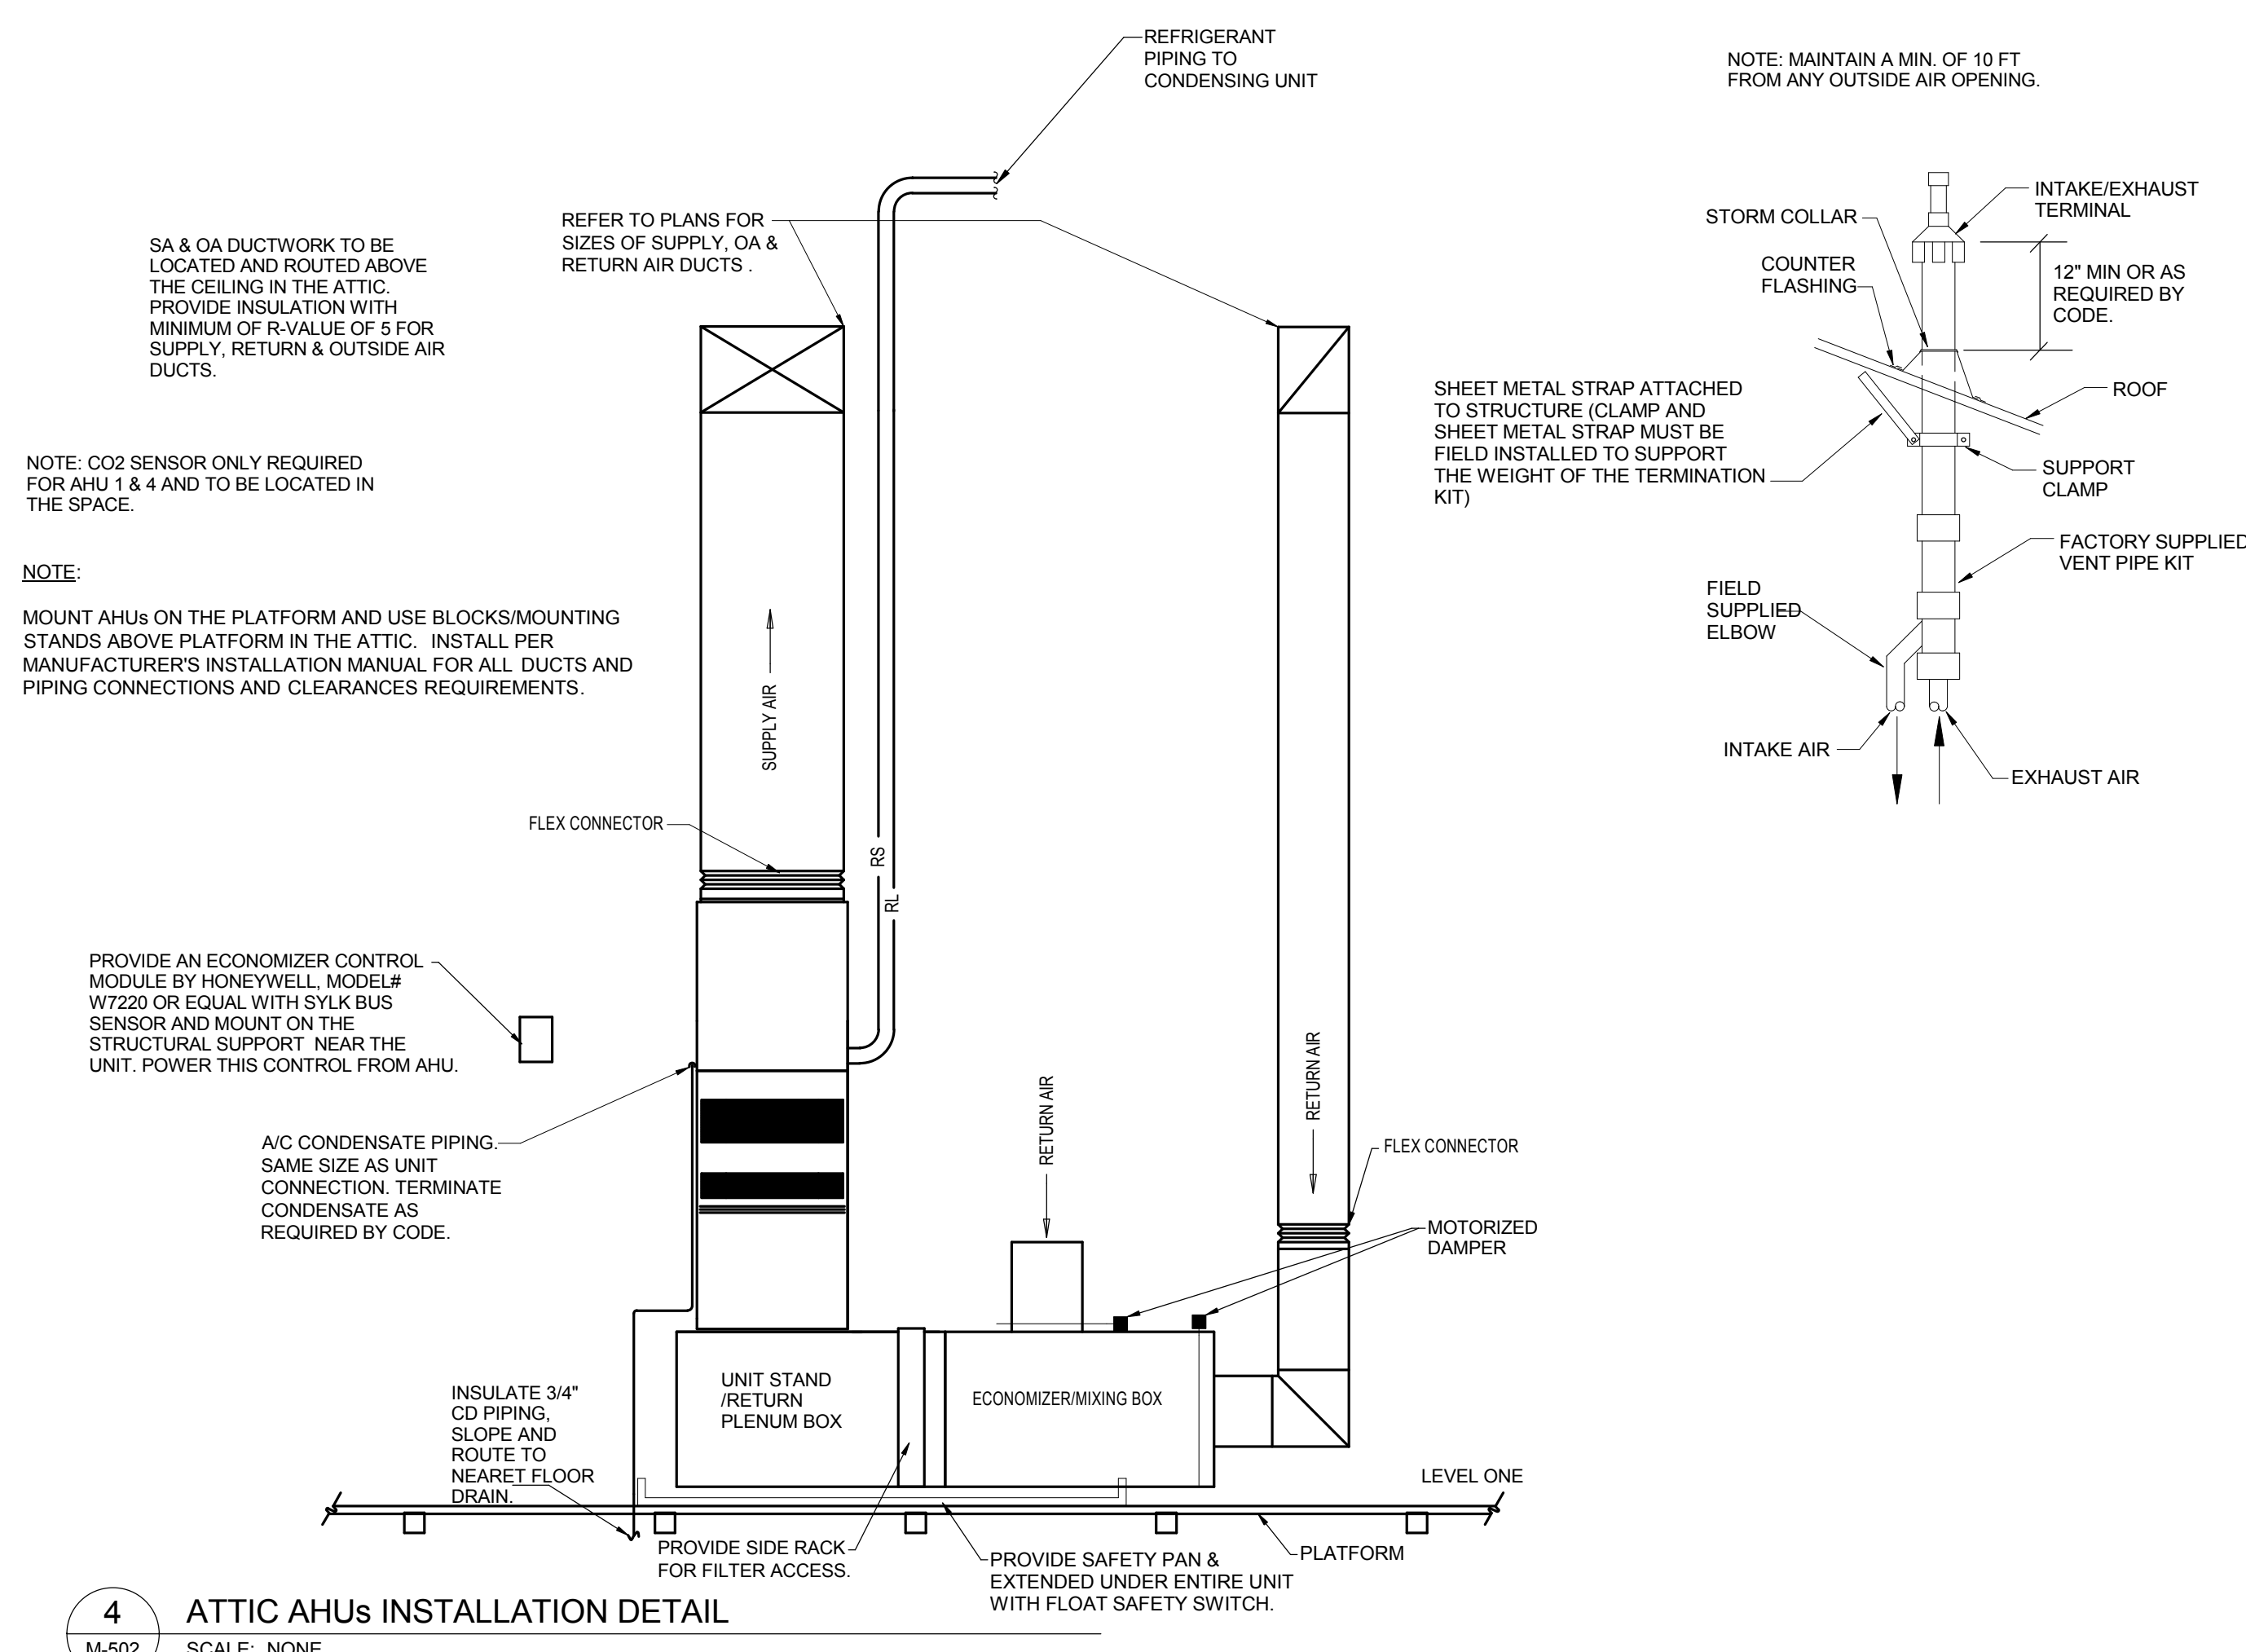 REFRIGERANT
PIPING TO
CONDENSING UNIT
NOTE: MAINTAIN A MIN. OF 10 FT
FROM ANY OUTSIDE AIR OPENING.
SA & OA DUCTWORK TO BE
LOCATED AND ROUTED ABOVE
THE CEILING IN THE ATTIC.
PROVIDE INSULATION WITH
MINIMUM OF R-VALUE OF 5 FOR
SUPPLY, RETURN & OUTSIDE AIR
DUCTS.
REFER TO PLANS FOR
SIZES OF SUPPLY, OA &
RETURN AIR DUCTS .
INTAKE/EXHAUST
TERMINAL
STORM COLLAR
COUNTER
FLASHING
12" MIN OR AS
REQUIRED BY
CODE.
ROOF
SHEET METAL STRAP ATTACHED
TO STRUCTURE (CLAMP AND
SHEET METAL STRAP MUST BE
FIELD INSTALLED TO SUPPORT
THE WEIGHT OF THE TERMINATION
KIT)
SUPPORT
CLAMP
FACTORY SUPPLIED
VENT PIPE KIT
FIELD
SUPPLIED
ELBOW
INTAKE AIR
EXHAUST AIR
NOTE: CO2 SENSOR ONLY REQUIRED
FOR AHU 1 & 4 AND TO BE LOCATED IN
THE SPACE.
NOTE:
MOUNT AHUs ON THE PLATFORM AND USE BLOCKS/MOUNTING
STANDS ABOVE PLATFORM IN THE ATTIC. INSTALL PER
MANUFACTURER'S INSTALLATION MANUAL FOR ALL DUCTS AND
PIPING CONNECTIONS AND CLEARANCES REQUIREMENTS.
SUPPLY AIR
FLEX CONNECTOR
RS
RL
PROVIDE AN ECONOMIZER CONTROL
MODULE BY HONEYWELL, MODEL#
W7220 OR EQUAL WITH SYLK BUS
SENSOR AND MOUNT ON THE
STRUCTURAL SUPPORT NEAR THE
UNIT. POWER THIS CONTROL FROM AHU.
A/C CONDENSATE PIPING.
SAME SIZE AS UNIT
CONNECTION. TERMINATE
CONDENSATE AS
REQUIRED BY CODE.
RETURN AIR
RETURN AIR
FLEX CONNECTOR
MOTORIZED
DAMPER
UNIT STAND
/RETURN
PLENUM BOX
ECONOMIZER/MIXING BOX
INSULATE 3/4"
CD PIPING,
SLOPE AND
ROUTE TO
NEARET FLOOR
DRAIN.
LEVEL ONE
PROVIDE SIDE RACK
FOR FILTER ACCESS.
PROVIDE SAFETY PAN &
EXTENDED UNDER ENTIRE UNIT
WITH FLOAT SAFETY SWITCH.
PLATFORM
4
ATTIC AHUs INSTALLATION DETAIL
M-502
SCALE: NONE